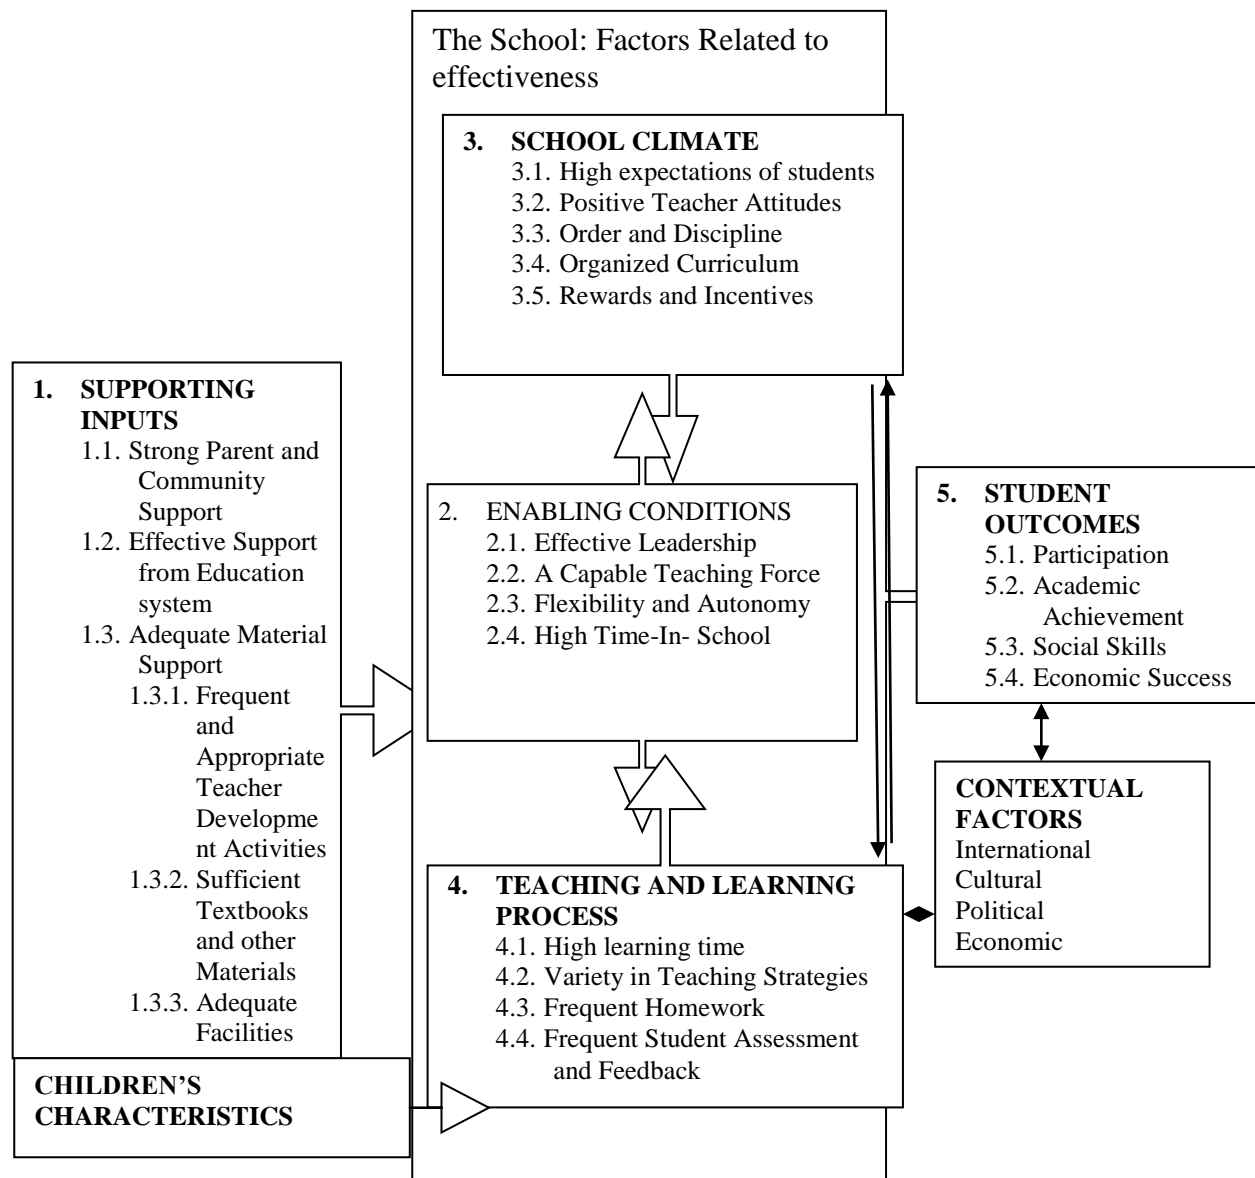 The School: Factors Related to
effectiveness
3. SCHOOL CLIMATE
3.1. High expectations of students
3.2. Positive Teacher Attitudes
3.3. Order and Discipline
3.4. Organized Curriculum
3.5. Rewards and Incentives
1. SUPPORTING
INPUTS
1.1. Strong Parent and
Community
Support
1.2. Effective Support
from Education
system
1.3. Adequate Material
Support
1.3.1. Frequent
and
Appropriate
Teacher
Developme
nt Activities
1.3.2. Sufficient
Textbooks
and other
Materials
1.3.3. Adequate
Facilities
2. ENABLING CONDITIONS
2.1. Effective Leadership
2.2. A Capable Teaching Force
2.3. Flexibility and Autonomy
2.4. High Time-In- School
5. STUDENT
OUTCOMES
5.1. Participation
5.2. Academic
Achievement
5.3. Social Skills
5.4. Economic Success
CONTEXTUAL
FACTORS
International
Cultural
Political
Economic
4. TEACHING AND LEARNING
PROCESS
4.1. High learning time
4.2. Variety in Teaching Strategies
4.3. Frequent Homework
4.4. Frequent Student Assessment
and Feedback
CHILDREN'S
CHARACTERISTICS